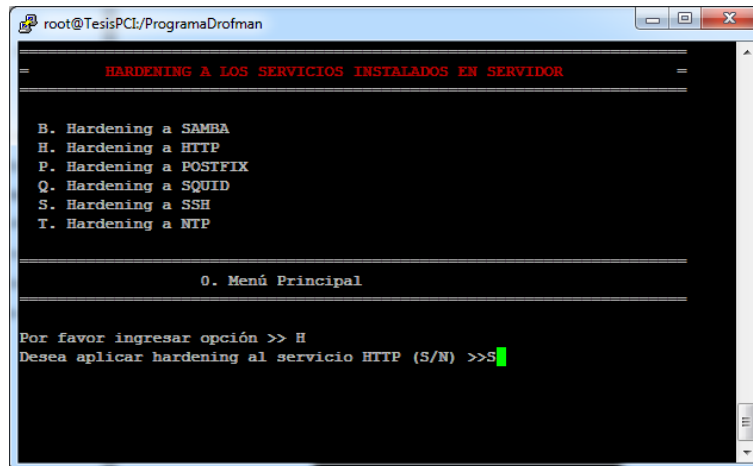 root@TesisPCI:/ProgramaDrofman
= HARDENING A LOS SERVICIOS INSTALADOS EN SERVIDOR =
B. Hardening a SAMBA
H. Hardening a HTTP
P. Hardening a POSTFIX
Q. Hardening a SQUID
S. Hardening a SSH
T. Hardening a NTP
0. Menú Principal
Por favor ingresar opción >> H
Desea aplicar hardening al servicio HTTP (S/N) >>S